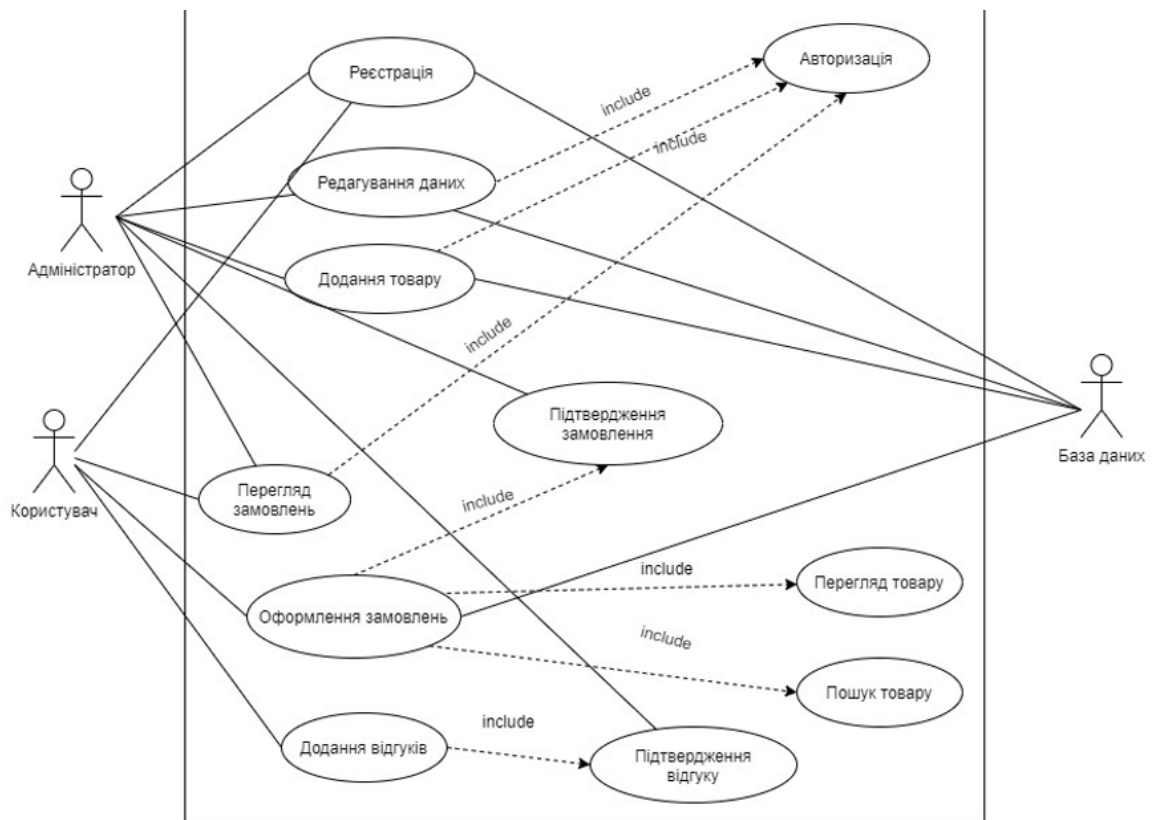 Реєстрація
Авторизація
include
include
Редагування даних
Адміністратор
Додання товару
include
Підтвердження
замовлення
База даних
Користувач
Перегляд
замовлень
include
include
Перегляд товару
Оформлення замовлень
include
Пошук товару
include
Додання відгуків
Підтвердження
відгуку